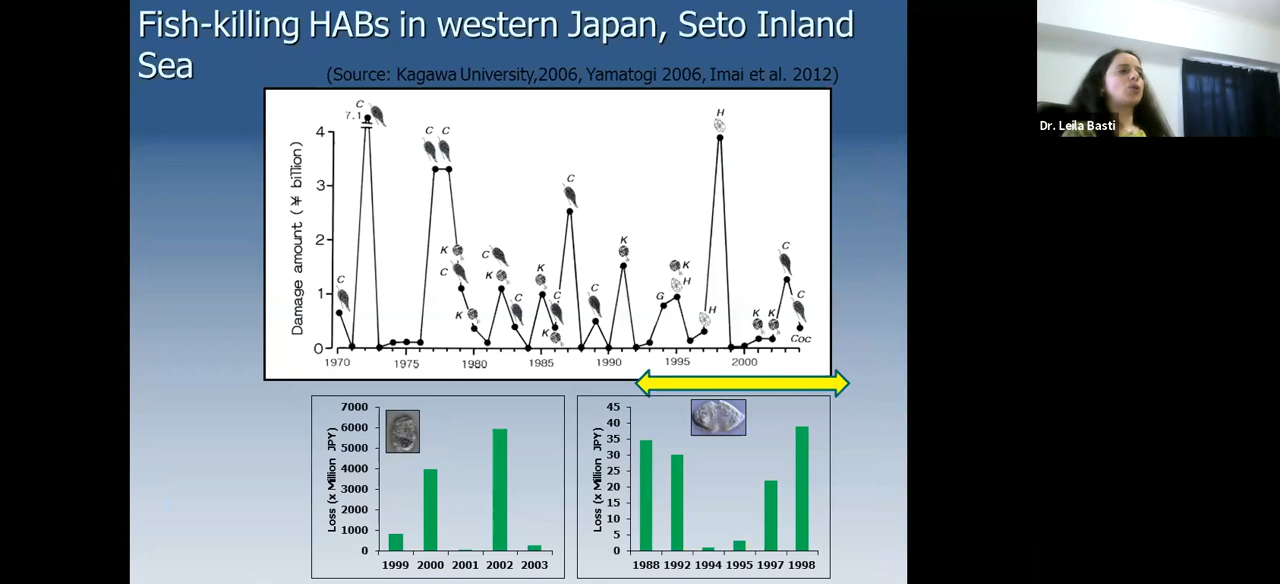 Fish-killing HABs in western Japan, Seto Inland
Sea
(Source: Kagawa University,2006, Yamatogi 2006, Imai et al. 2012)
Dr. Leila Basti
Damage amount (¥ billion)
4
3
2
1
0
7.1
C
C C
K
C
K
C
K
C
K
C
K
C
C
K
G
K
H
H
H
K K
C
C
Coc
1970 1975 1980 1985 1990 1995 2000
Loss (x Million JPY)
7000
6000
5000
4000
3000
2000
1000
0
1999 2000 2001 2002 2003
Loss (x Million JPY)
45
40
35
30
25
20
15
10
5
0
1988 1992 1994 1995 1997 1998